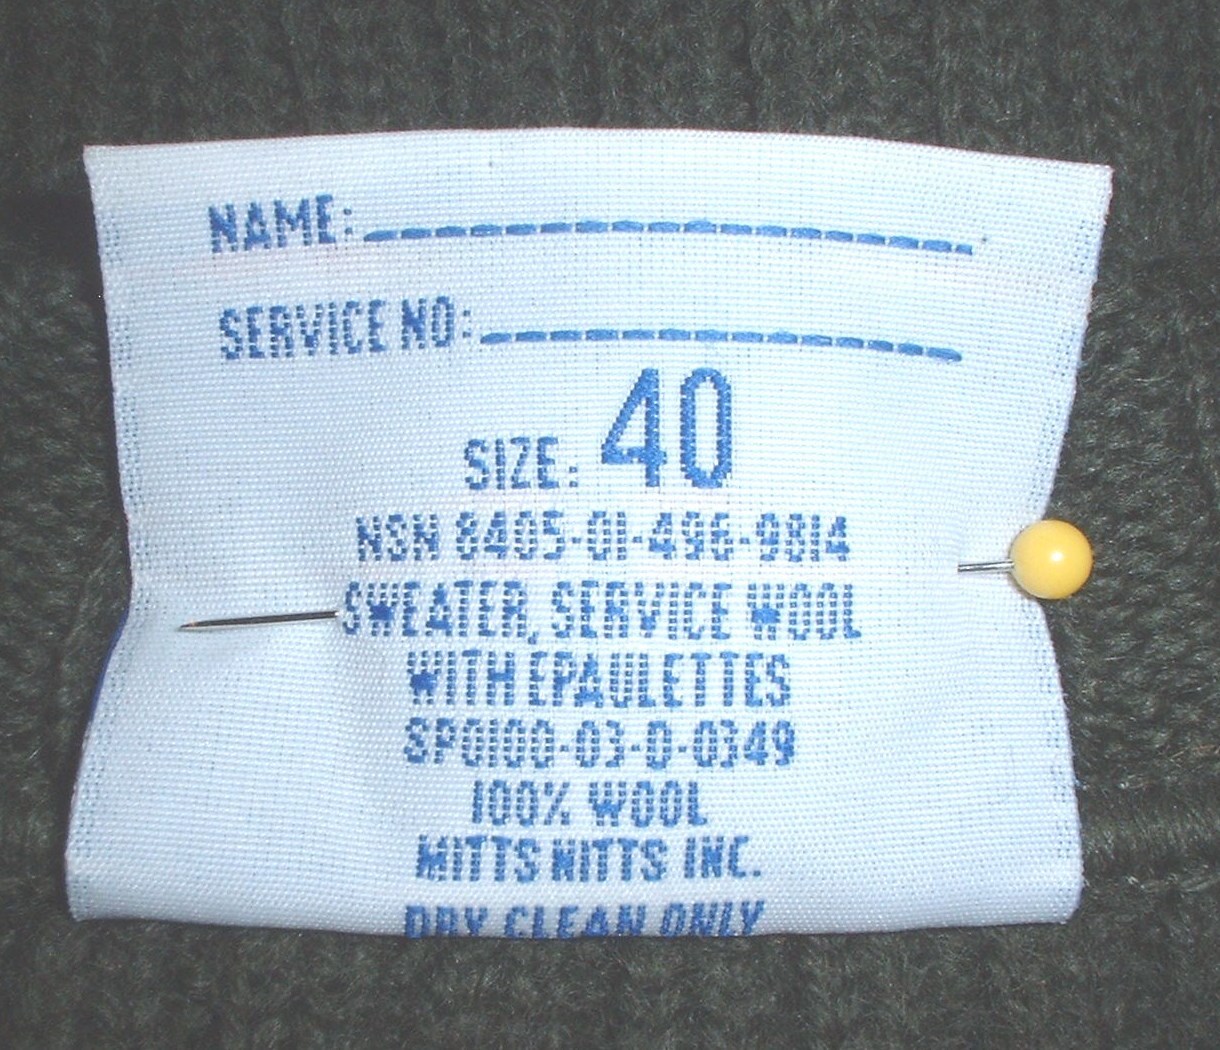 NAME:
SERVICE NO:
SIZE: 40
NSN 8405-01-496-9814
SWEATER, SERVICE WOOL
WITH EPAULETTES
SP0100-03-D-0349
100% WOOL
MITTS NITTS INC.
DRY CLEAN ONLY